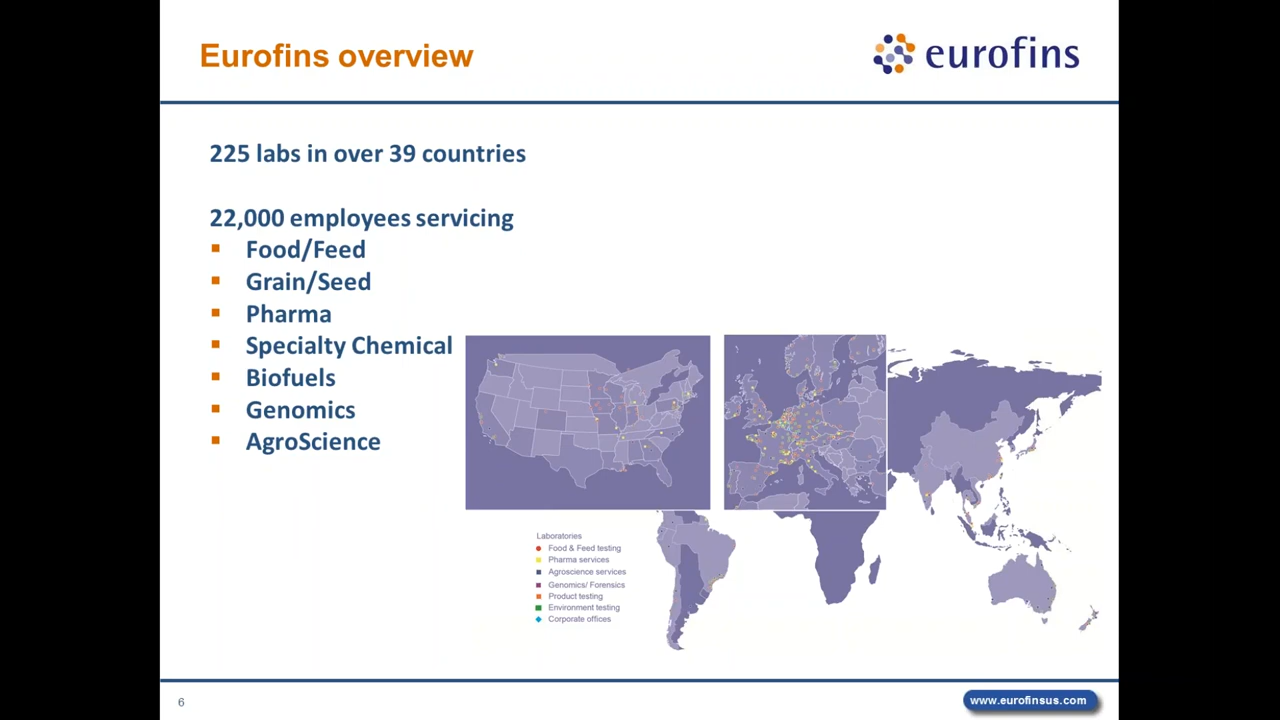 Eurofins overview
eurofins
225 labs in over 39 countries
22,000 employees servicing
Food/Feed
Grain/Seed
Pharma
Specialty Chemical
Biofuels
Genomics
AgroScience
Laboratories
Food & Feed testing
Pharma services
Agroscience services
Genomics/ Forensics
Product testing
Environment testing
Corporate offices
6
www.eurofinsus.com